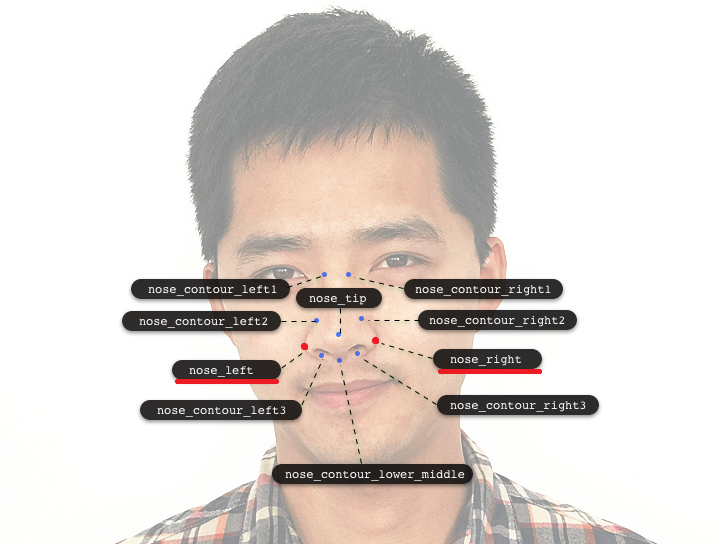 nose_contour_left1
nose_contour_right1
nose_tip
nose_contour_left2
nose_contour_right2
nose_left
nose_right
nose_contour_left3
nose_contour_right3
nose_contour_lower_middle